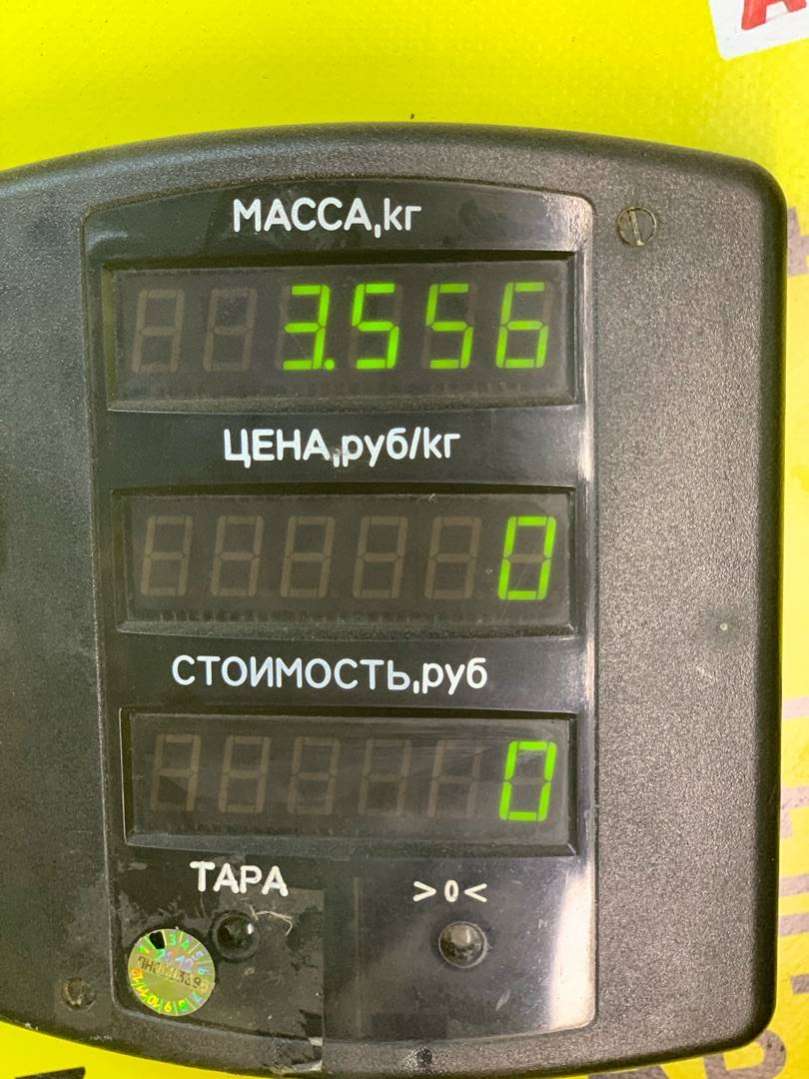 МАССА,кг
3.556
ЦЕНА,руб/кг
0
СТОИМОСТЬ,руб
0
ТАРА >0<